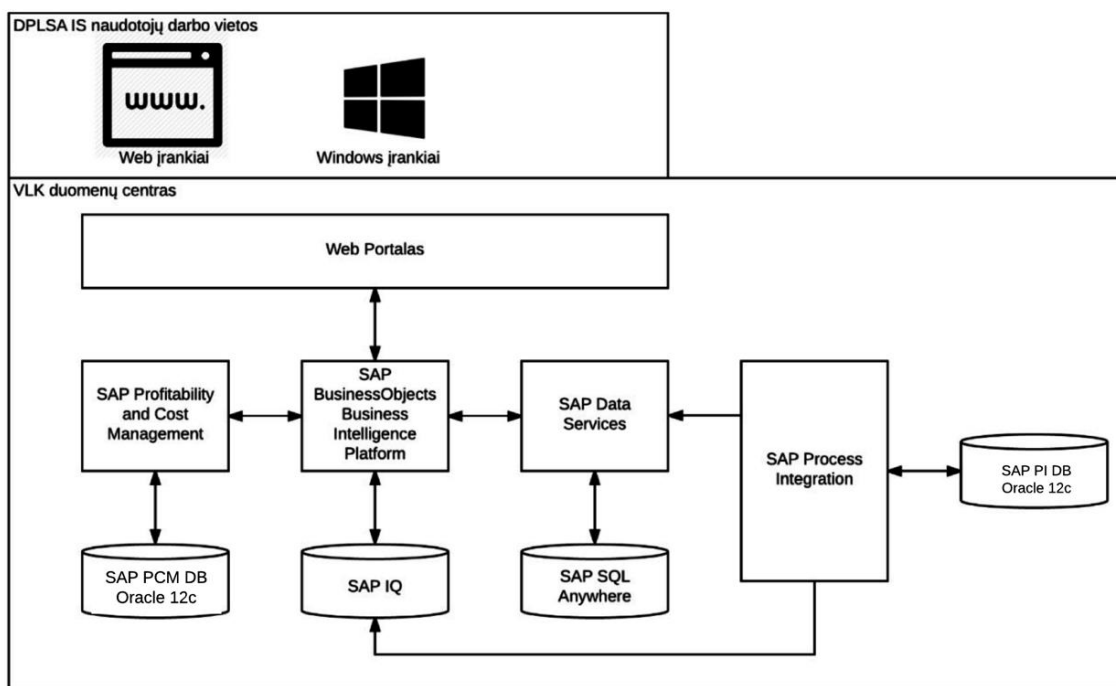 DPLSA IS naudotojų darbo vietos
www.
Web įrankiai
Windows įrankiai
VLK duomenų centras
Web Portalas
SAP Profitability
and Cost
Management
SAP
BusinessObjects
Business
Intelligence
Platform
SAP Data
Services
SAP Process
Integration
SAP PI DB
Oracle 12c
SAP PCM DB
Oracle 12c
SAP IQ
SAP SQL
Anywhere